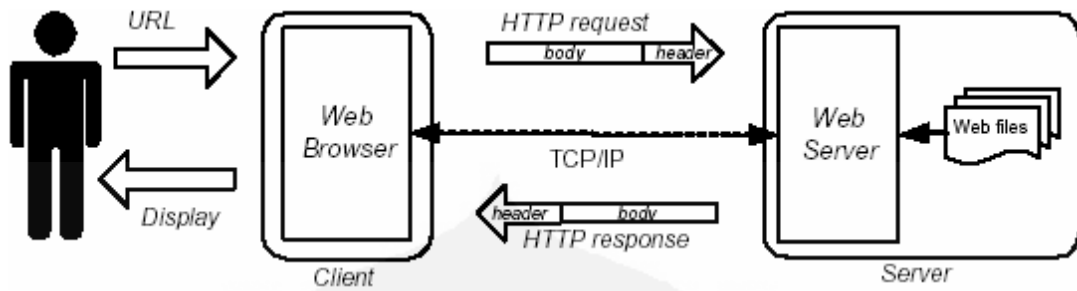 URL
Display
Web
Browser
Client
HTTP request
body header
TCP/IP
header body
HTTP response
Web
Server
Web files
Server